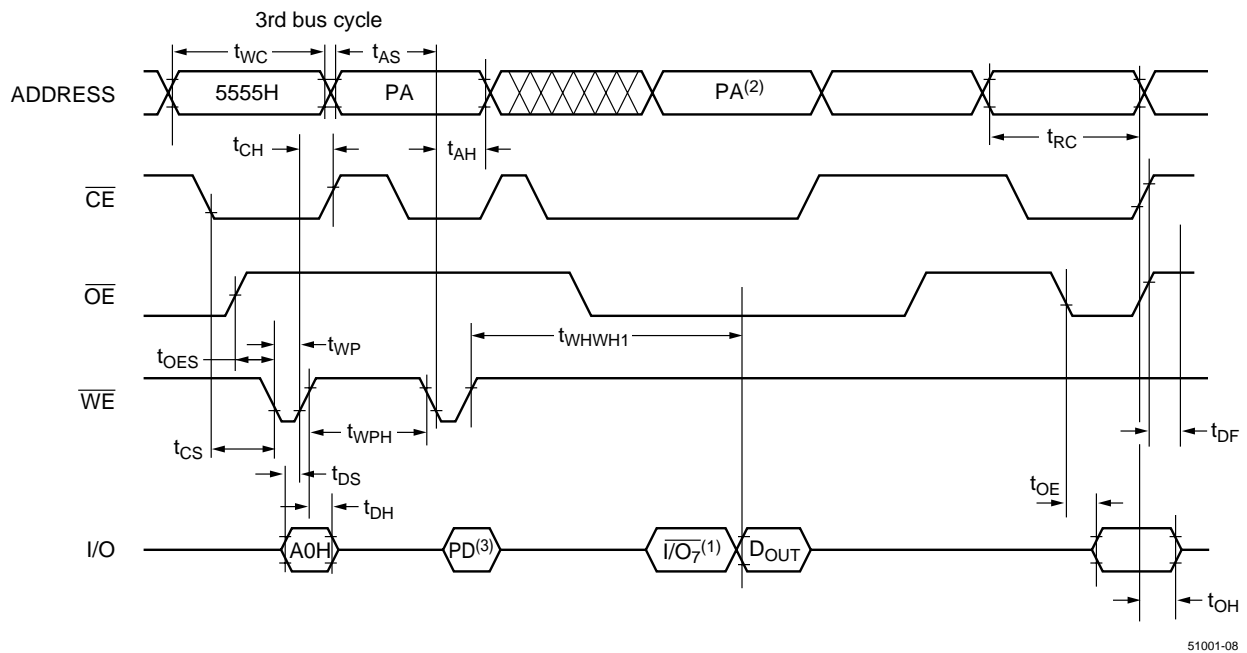 3rd bus cycle
tWC tAS
ADDRESS 5555H PA PA(2)
tCH tAH tRC
CE
OE
tWHWH1
tWP
tOES
WE
tWPH
tCS tDF
tDS
tOE
tDH
I/O A0H PD(3) I/O7(1) DOUT
tOH
51001-08